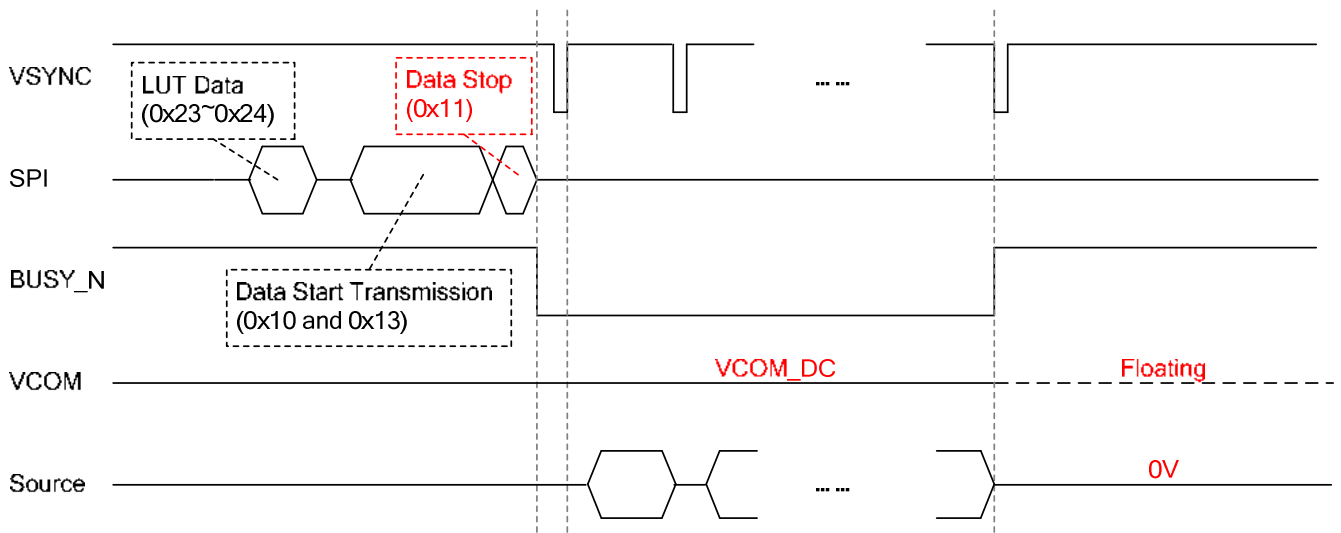 VSYNC
LUT Data
(0x23~0x24)
Data Stop
(0x11)
... ...
SPI
BUSY_N
Data Start Transmission
(0x10 and 0x13)
VCOM
VCOM_DC
Floating
Source
... ...
0V